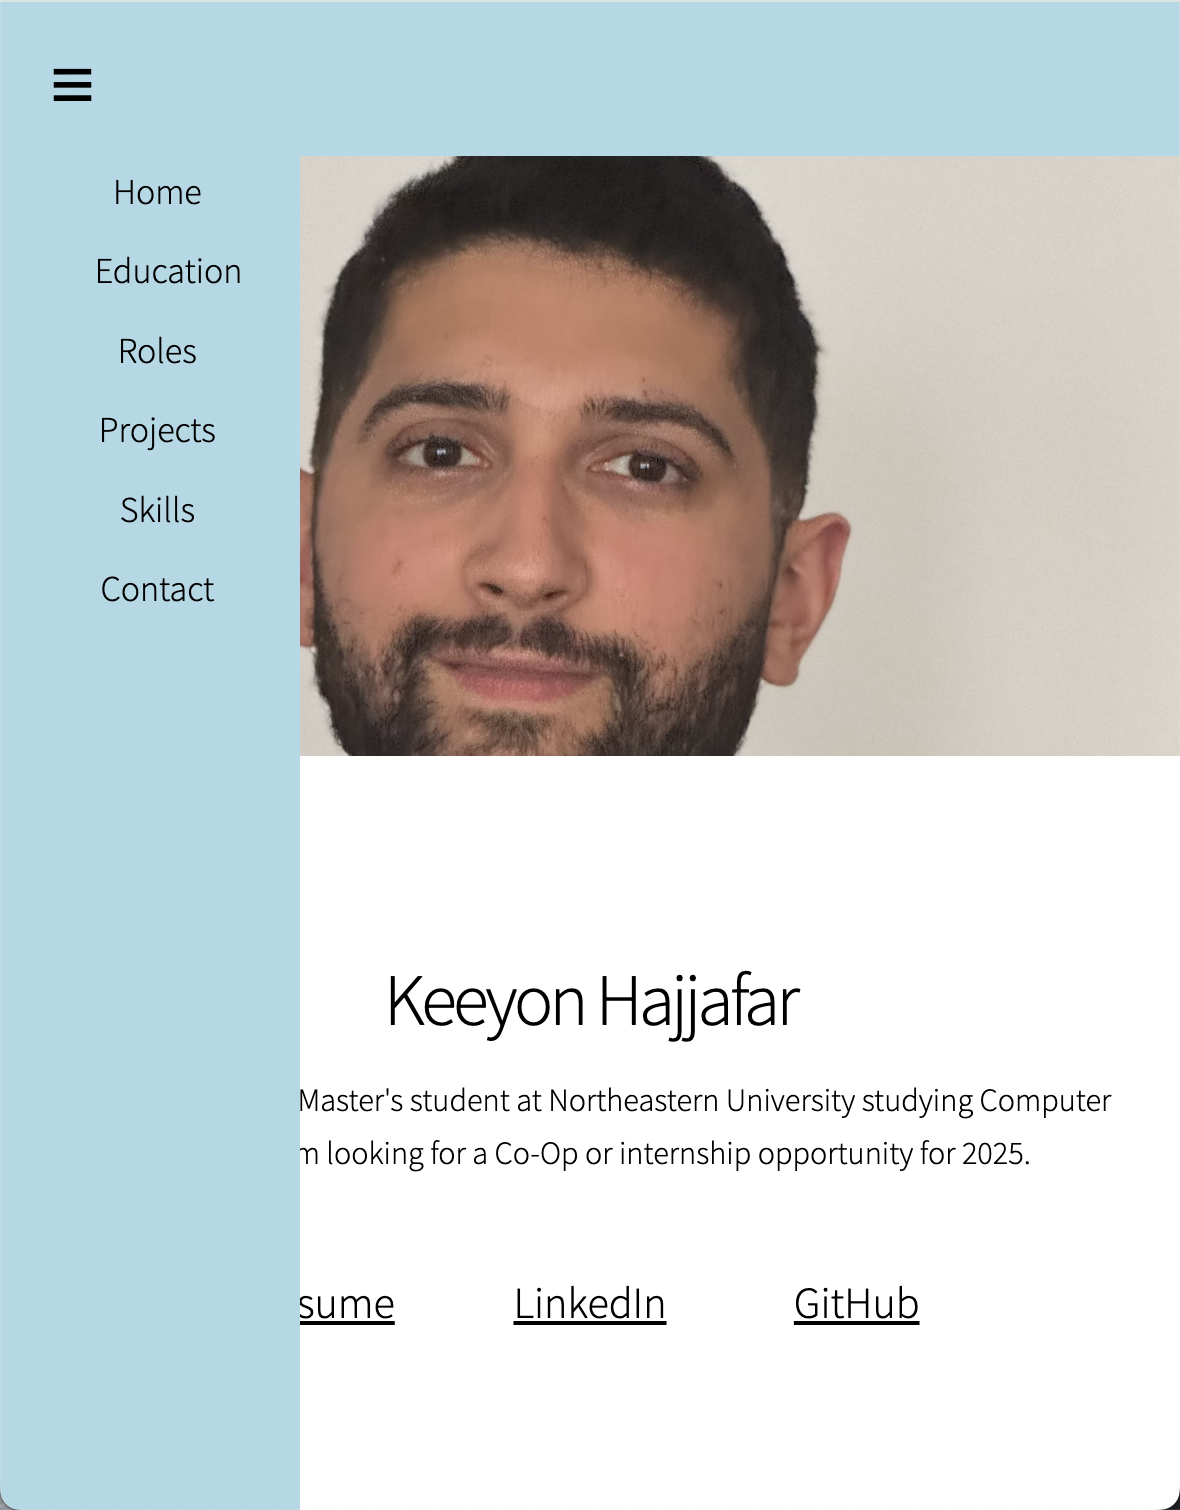 Home
Education
Roles
Projects
Skills
Contact
Keeyon Hajjafar
Master's student at Northeastern University studying Computer
m looking for a Co-Op or internship opportunity for 2025.
sume LinkedIn GitHub